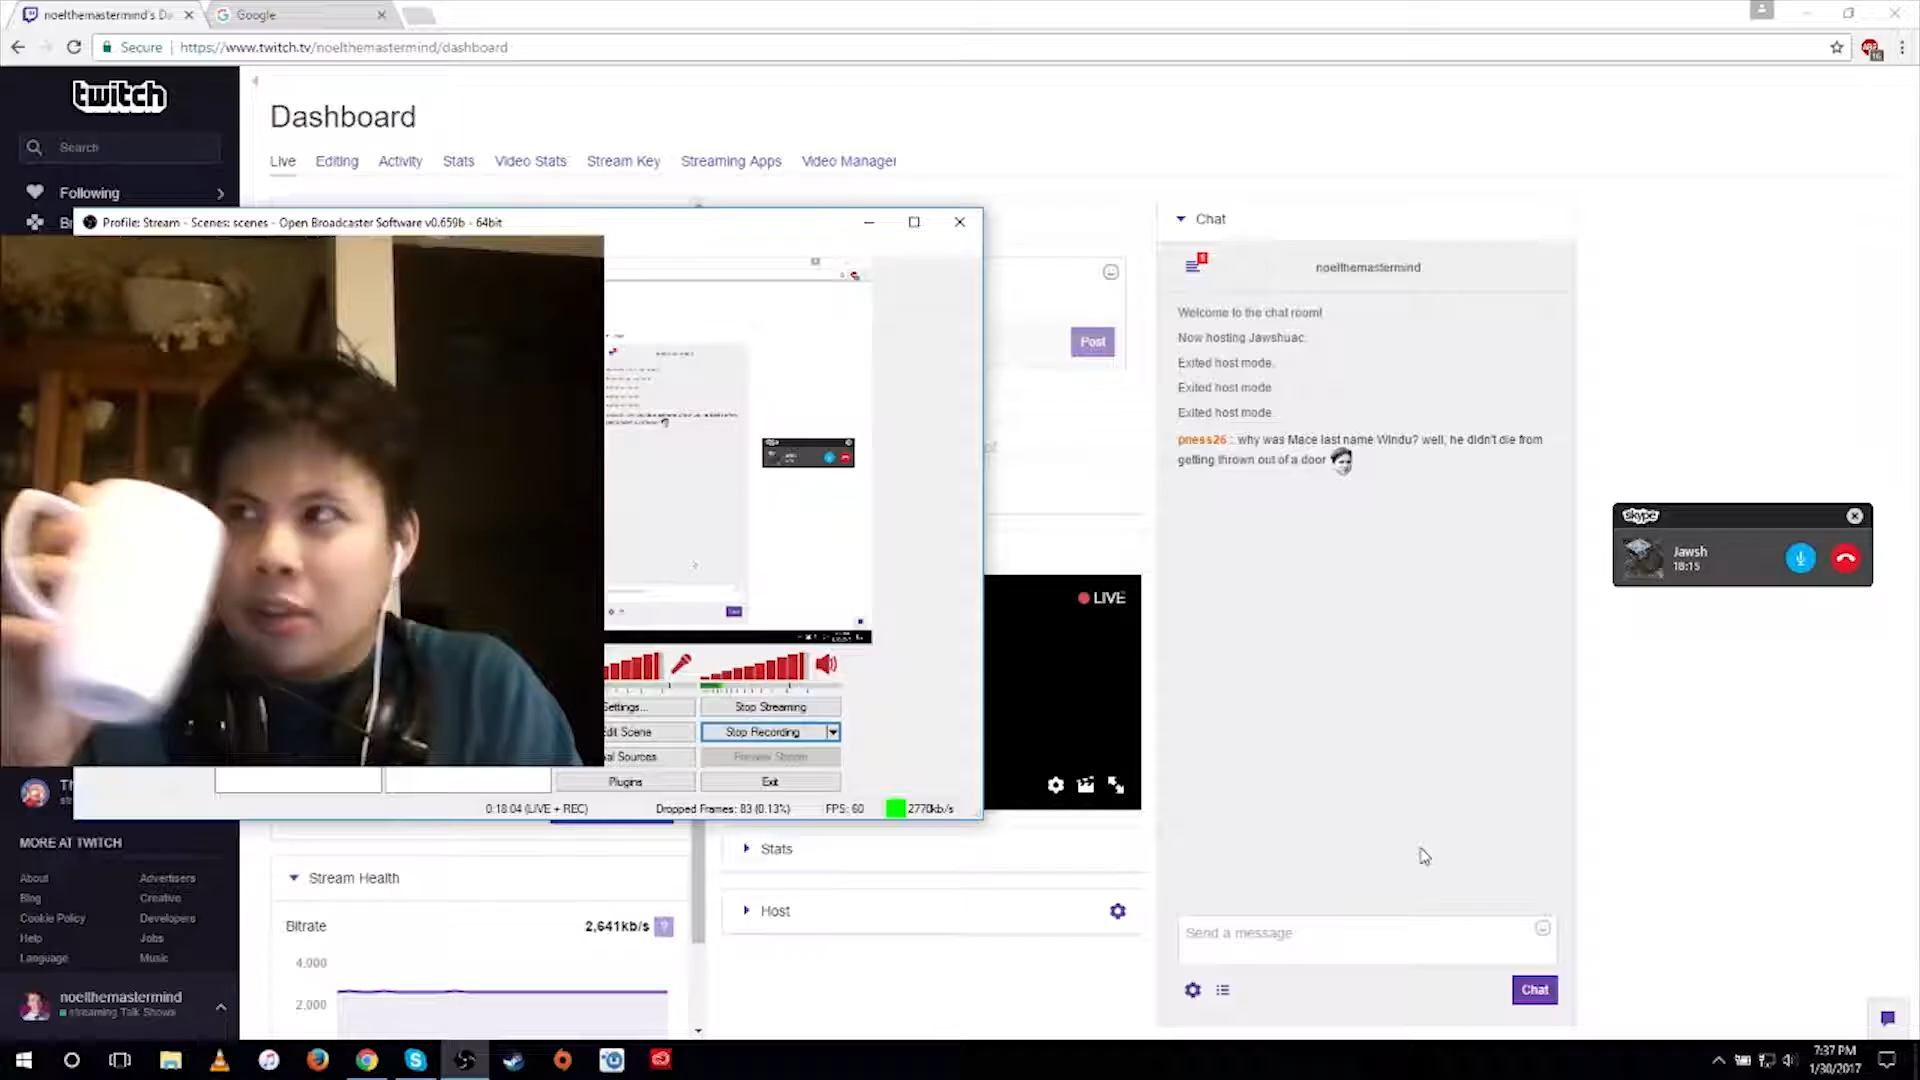 noelthemastermind's Da
Google
Secure
https://www.twitch.tv/noelthemastermind/dashboard
twitch
Search
Following
Dashboard
Live Editing Activity Stats Video Stats Stream Key Streaming Apps Video Manager
Profile: Stream - Scenes: scenes - Open Broadcaster Software v0.659b - 64bit
Post
Settings...
Stop Streaming
Edit Scene
Stop Recording
Preview Stream
Plugins
Exit
0:18:04 (LIVE + REC)
Dropped Frames: 83 (0.13%)
FPS: 60
2770kb/s
LIVE
Chat
1
noelthemastermind
Welcome to the chat room!
Now hosting Jawshuac.
Exited host mode.
Exited host mode
Exited host mode.
pness26 : why was Mace last name Windu? well, he didn't die from
getting thrown out of a door
skype
Jawsh
18:15
MORE AT TWITCH
About
Advertisers
Blog
Creative
Cookie Policy
Developers
Help
Jobs
Language
Music
noelthemastermind
streaming Talk Shows
Stream Health
Bitrate
2,641kb/s
?
4,000
2,000
Stats
Host
Send a message
Chat
7:37 PM
1/30/2017